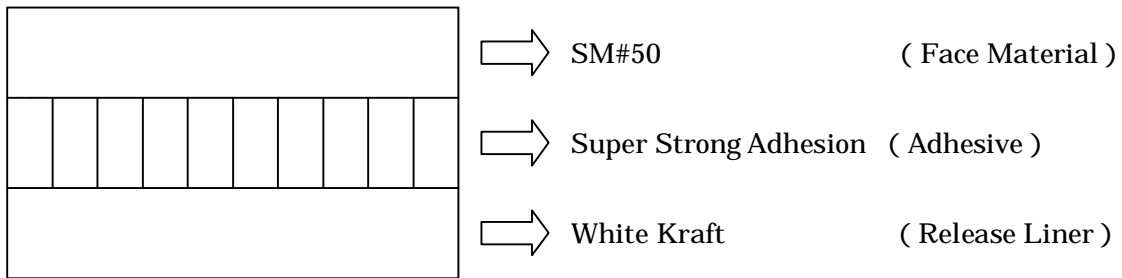 SM#50 ( Face Material )
Super Strong Adhesion ( Adhesive )
White Kraft ( Release Liner )